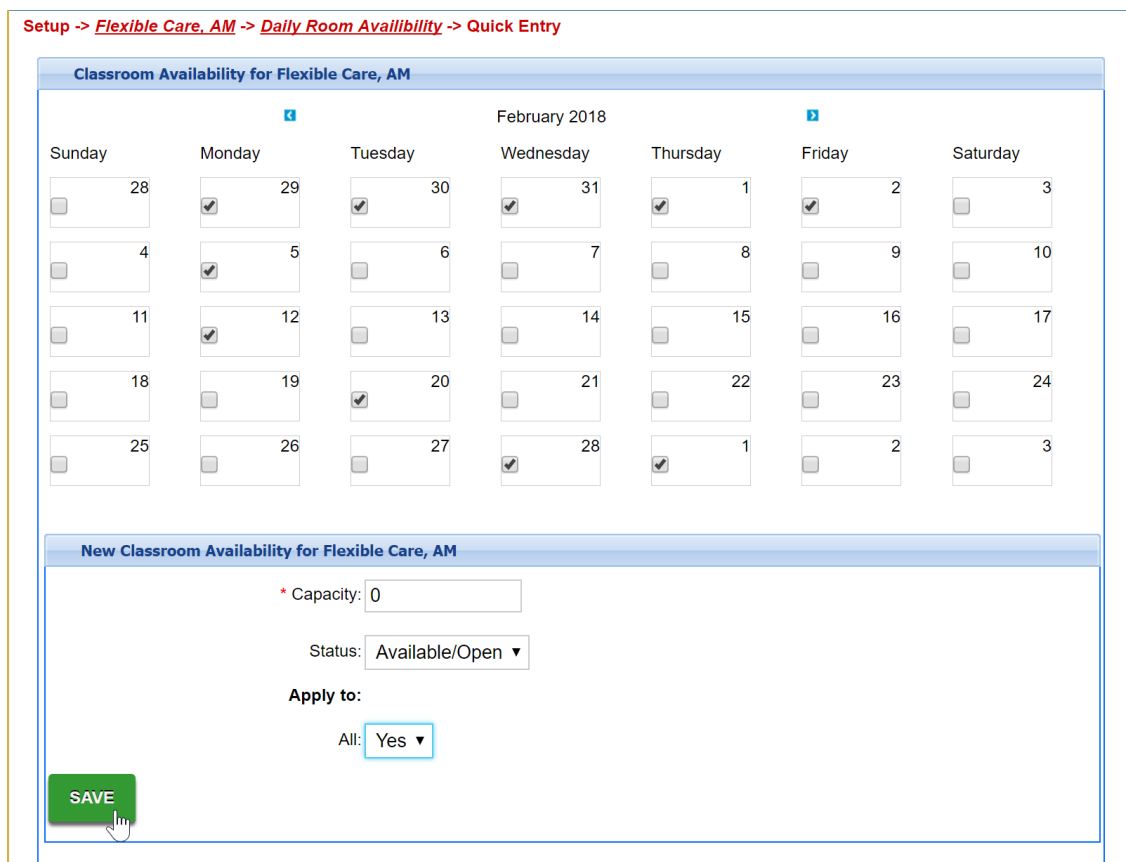 Setup -> Flexible Care, AM -> Daily Room Availibility -> Quick Entry
Classroom Availability for Flexible Care, AM
February 2018
Sunday Monday Tuesday Wednesday Thursday Friday Saturday
28 29 30 31 1 2 3
4 5 6 7 8 9 10
11 12 13 14 15 16 17
18 19 20 21 22 23 24
25 26 27 28 1 2 3
New Classroom Availability for Flexible Care, AM
* Capacity: 0
Status: Available/Open
Apply to:
All: Yes
SAVE